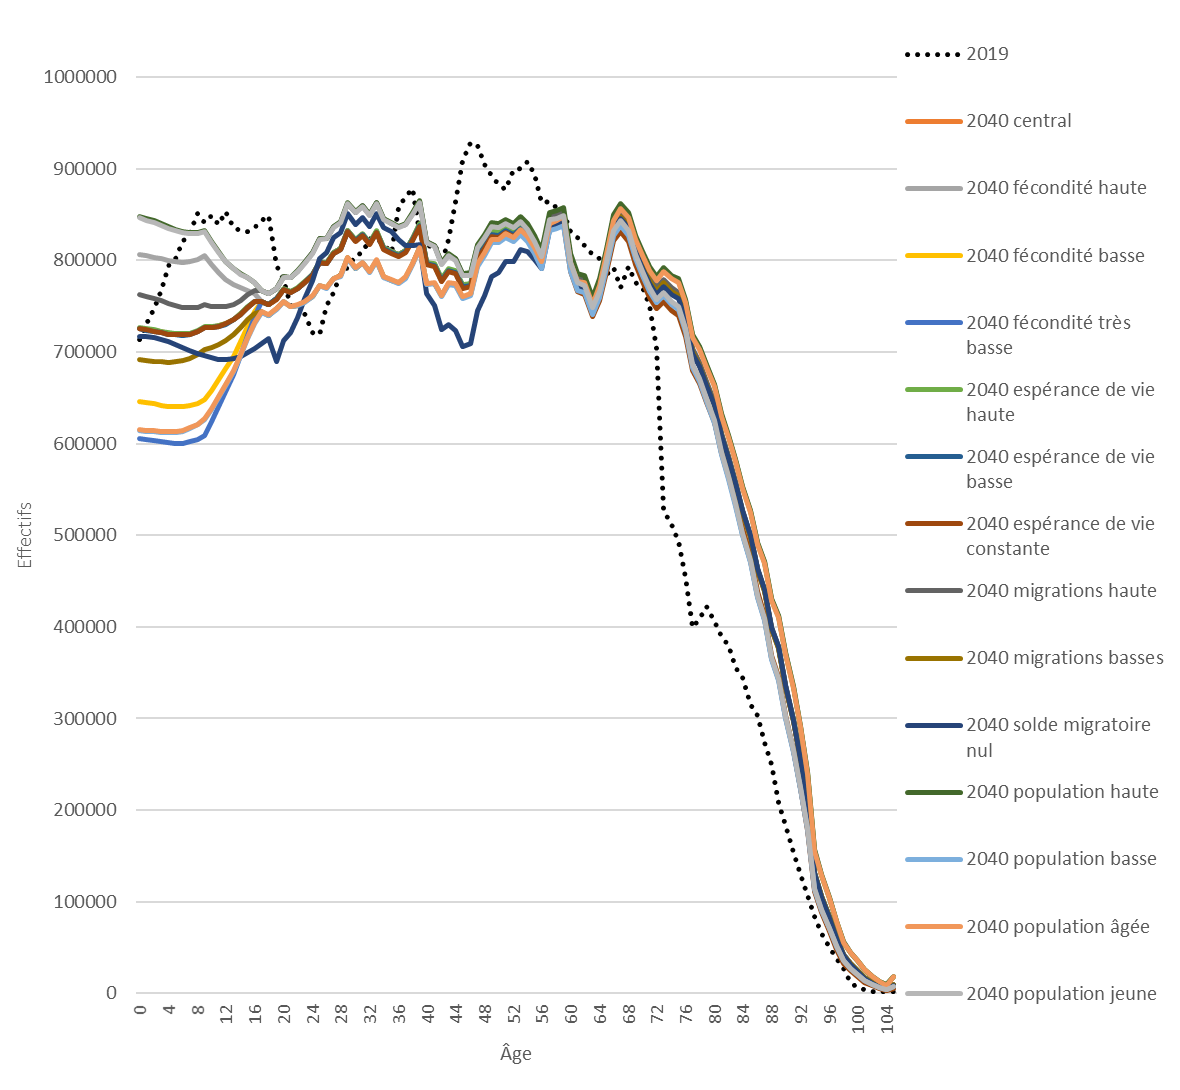 1000000
900000
800000
700000
600000
500000
400000
300000
200000
100000
0
Effectifs
0 4 8 12 16 20 24 28 32 36 40 44 48 52 56 60 64 68 72 76 80 84 88 92 96 100 104
Âge
2019
2040 central
2040 fécondité haute
2040 fécondité basse
2040 fécondité très
basse
2040 espérance de vie
haute
2040 espérance de vie
basse
2040 espérance de vie
constante
2040 migrations haute
2040 migrations basses
2040 solde migratoire
nul
2040 population haute
2040 population basse
2040 population âgée
2040 population jeune